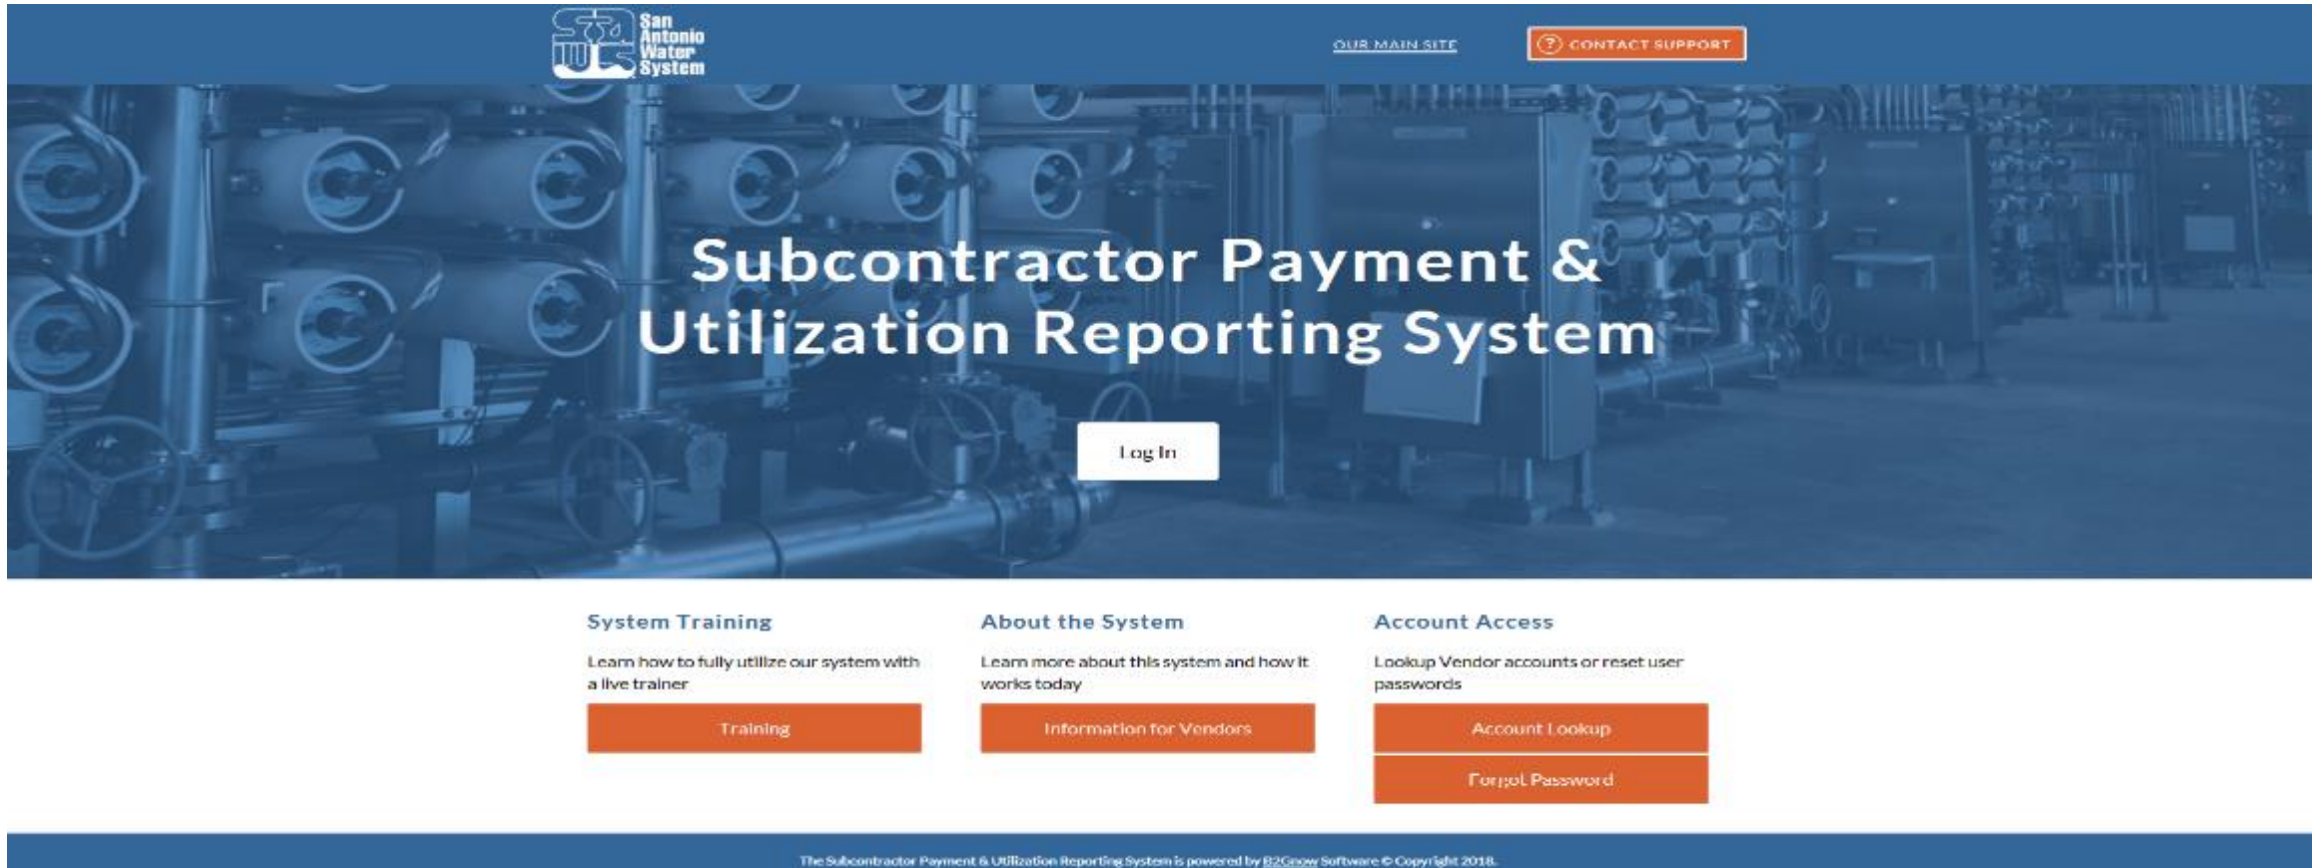 San
Antonio
Water
System
OUR MAIN SITE
? CONTACT SUPPORT
Subcontractor Payment &
Utilization Reporting System
Log In
System Training
Learn how to fully utilize our system with
a live trainer
Training
About the System
Learn more about this system and how it
works today
Information for Vendors
Account Access
Lookup Vendor accounts or reset user
passwords
Account Lookup
Forgot Password
The Subcontractor Payment & Utilization Reporting System is powered by B2Gnow Software © Copyright 2018.